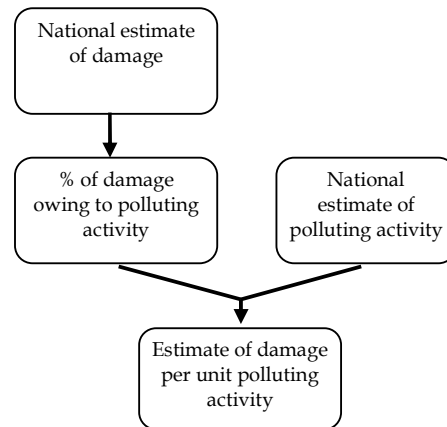 National estimate
of damage
% of damage
owing to polluting
activity
National
estimate of
polluting activity
Estimate of damage
per unit polluting
activity